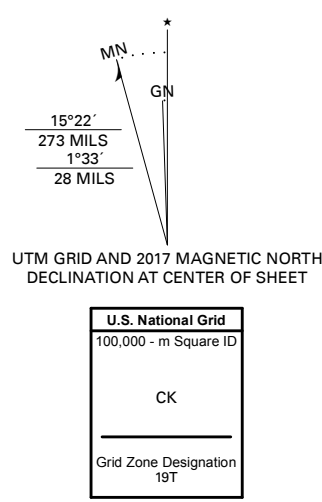 ★
MN
GN
15°22´
273 MILS
1°33´
28 MILS
UTM GRID AND 2017 MAGNETIC NORTH
DECLINATION AT CENTER OF SHEET
U.S. National Grid
100,000 - m Square ID
CK
Grid Zone Designation
19T